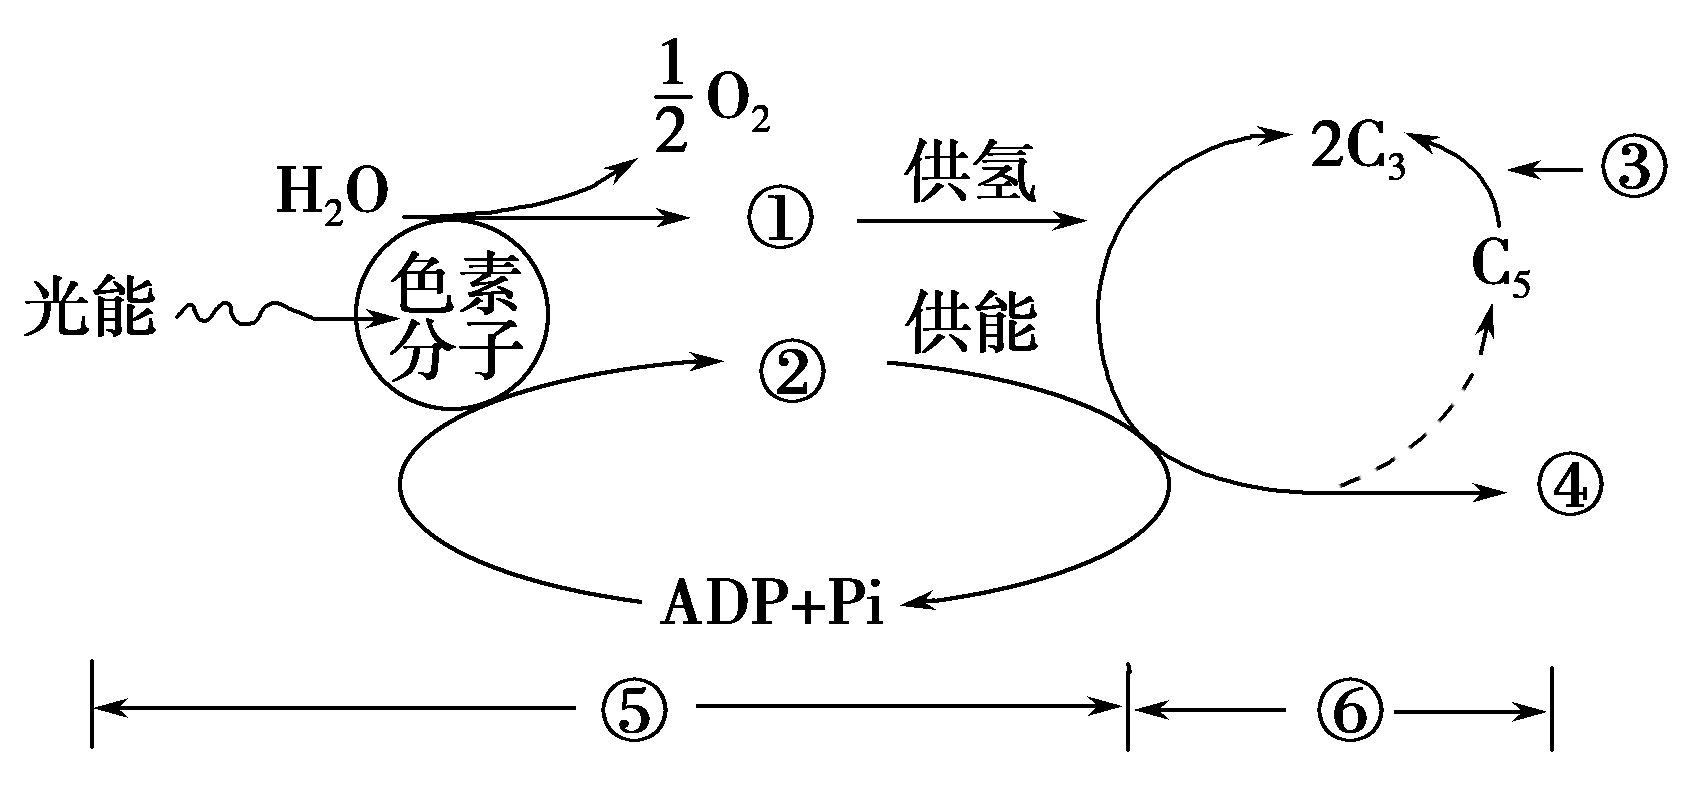 ½ O₂
H₂O
① 供氢 2C₃ ③
光能 色素
分子
C₅
② 供能
④
ADP+Pi
⑤ ⑥